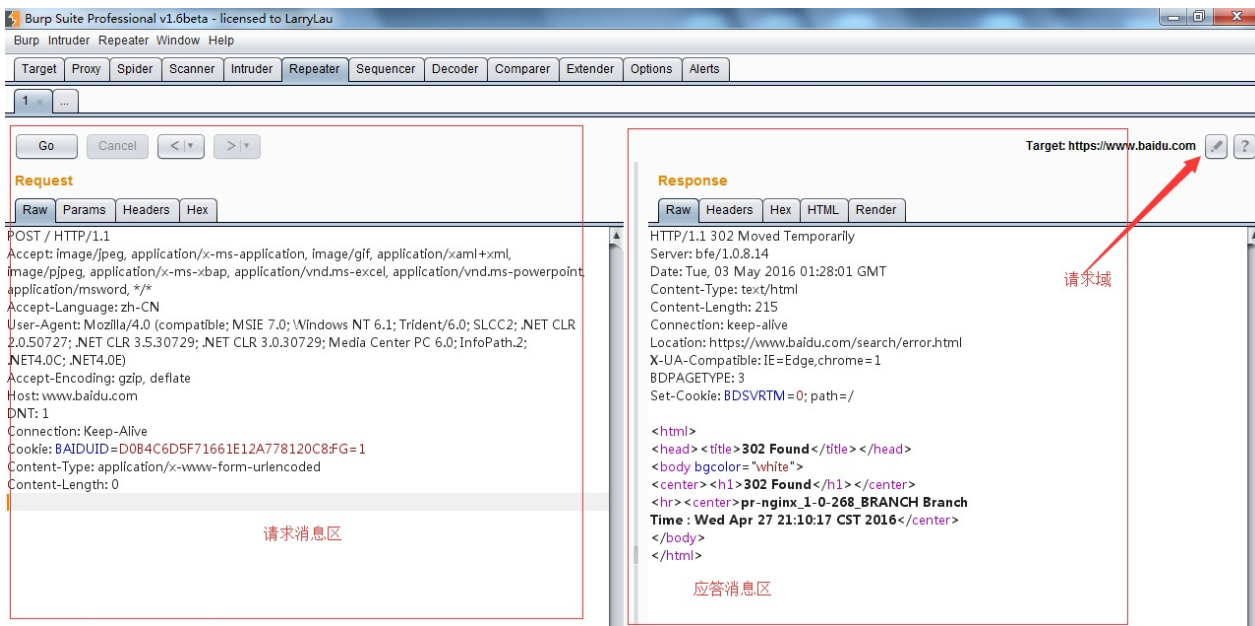 Burp Suite Professional v1.6beta - licensed to LarryLau
Burp Intruder Repeater Window Help
Target Proxy Spider Scanner Intruder Repeater Sequencer Decoder Comparer Extender Options Alerts
1 × ...
Go Cancel < > Target: https://www.baidu.com ?
Request
Raw Params Headers Hex
POST / HTTP/1.1
Accept: image/jpeg, application/x-ms-application, image/gif, application/xaml+xml,
image/pjpeg, application/x-ms-xbap, application/vnd.ms-excel, application/vnd.ms-powerpoint,
application/msword, */*
Accept-Language: zh-CN
User-Agent: Mozilla/4.0 (compatible; MSIE 7.0; Windows NT 6.1; Trident/6.0; SLCC2; .NET CLR
2.0.50727; .NET CLR 3.5.30729; .NET CLR 3.0.30729; Media Center PC 6.0; InfoPath.2;
.NET4.0C; .NET4.0E)
Accept-Encoding: gzip, deflate
Host: www.baidu.com
DNT: 1
Connection: Keep-Alive
Cookie: BAIDUID=D0B4C6D5F71661E12A778120C8:FG=1
Content-Type: application/x-www-form-urlencoded
Content-Length: 0
请求消息区
Response
Raw Headers Hex HTML Render
HTTP/1.1 302 Moved Temporarily
Server: bfe/1.0.8.14
Date: Tue, 03 May 2016 01:28:01 GMT
Content-Type: text/html
Content-Length: 215
Connection: keep-alive
Location: https://www.baidu.com/search/error.html
X-UA-Compatible: IE=Edge,chrome=1
BDPAGETYPE: 3
Set-Cookie: BDSVRTM=0; path=/
请求域
<html>
<head><title>302 Found</title></head>
<body bgcolor="white">
<center><h1>302 Found</h1></center>
<hr><center>pr-nginx_1-0-268_BRANCH Branch
Time : Wed Apr 27 21:10:17 CST 2016</center>
</body>
</html>
应答消息区